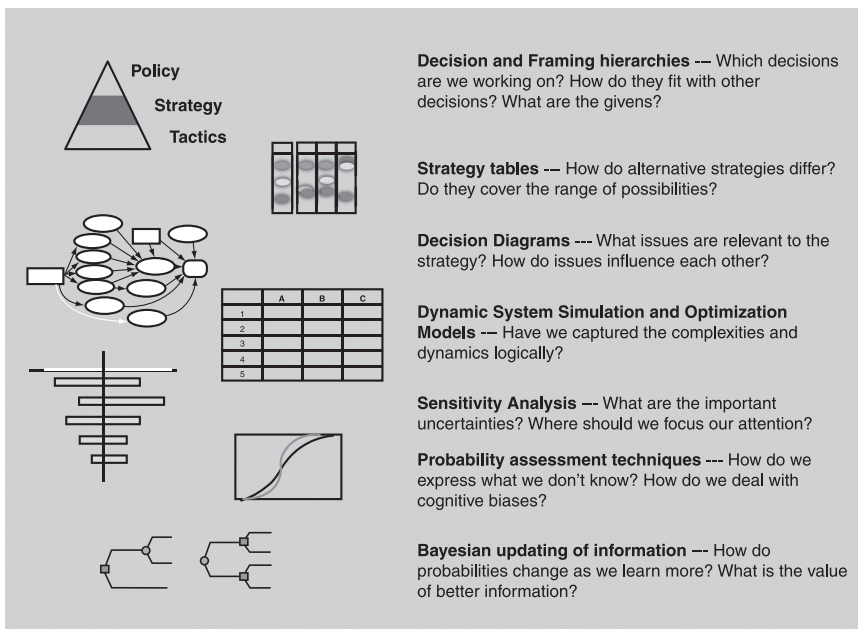 Policy
Strategy
Tactics
Decision and Framing hierarchies --- Which decisions
are we working on? How do they fit with other
decisions? What are the givens?
Strategy tables --- How do alternative strategies differ?
Do they cover the range of possibilities?
Decision Diagrams --- What issues are relevant to the
strategy? How do issues influence each other?
A B C
1
2
3
4
5
Dynamic System Simulation and Optimization
Models --- Have we captured the complexities and
dynamics logically?
Sensitivity Analysis --- What are the important
uncertainties? Where should we focus our attention?
Probability assessment techniques --- How do we
express what we don't know? How do we deal with
cognitive biases?
Bayesian updating of information --- How do
probabilities change as we learn more? What is the value
of better information?